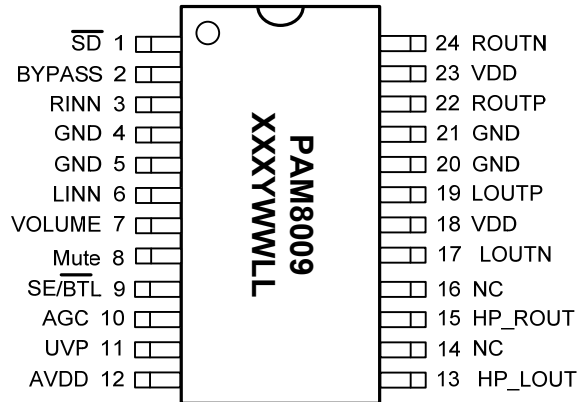 SD 1
BYPASS 2
RINN 3
GND 4
GND 5
LINN 6
VOLUME 7
Mute 8
SE/BTL 9
AGC 10
UVP 11
AVDD 12
PAM8009
XXXYWWLL
24 ROUTN
23 VDD
22 ROUTP
21 GND
20 GND
19 LOUTP
18 VDD
17 LOUTN
16 NC
15 HP_ROUT
14 NC
13 HP_LOUT